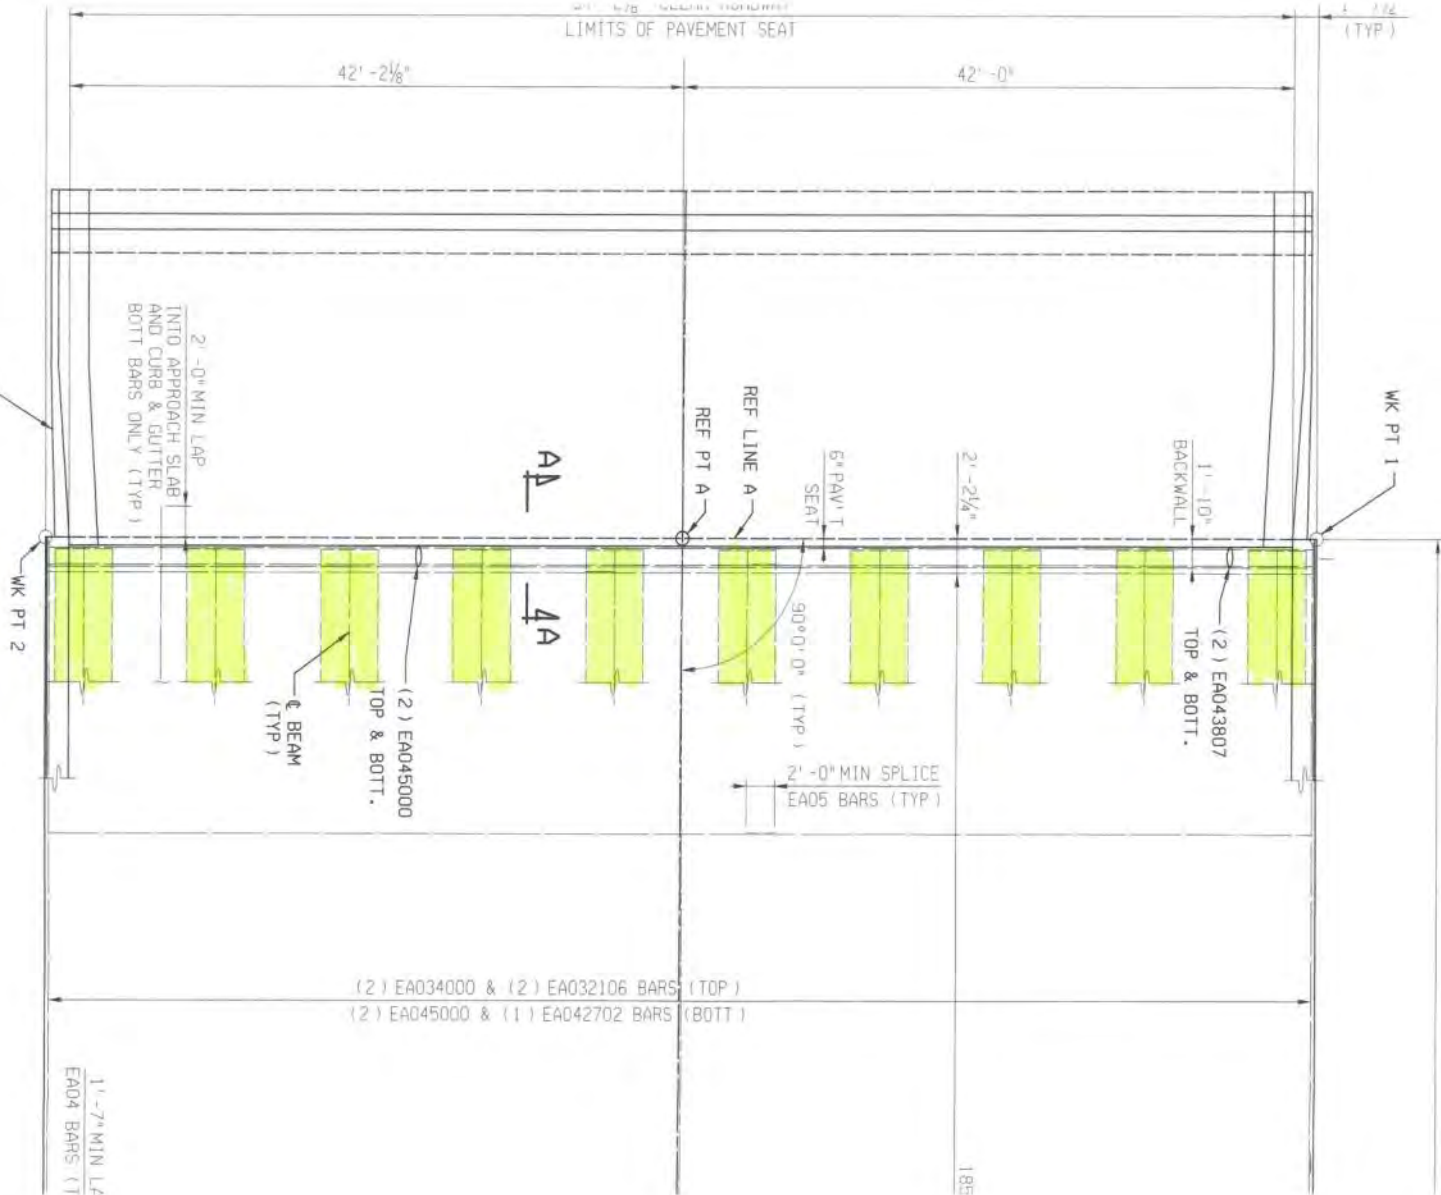 LIMITS OF PAVEMENT SEAT
(TYP)
42'-2⅛"
42'-0"
2'-0" MIN LAP
INTO APPROACH SLAB
AND CURB & GUTTER
BOTT BARS ONLY (TYP)
A
REF PT A
REF LINE A
6" PAV'T
SEAT
2'-2¼"
1'-10"
BACKWALL
WK PT 1
WK PT 2
A
90°0'0" (TYP)
(2) EA043807
TOP & BOTT.
(2) EA045000
TOP & BOTT.
℄ BEAM
(TYP)
2'-0" MIN SPLICE
EA05 BARS (TYP)
(2) EA034000 & (2) EA032106 BARS (TOP)
(2) EA045000 & (1) EA042702 BARS (BOTT)
1'-7" MIN LA
EA04 BARS (T
185